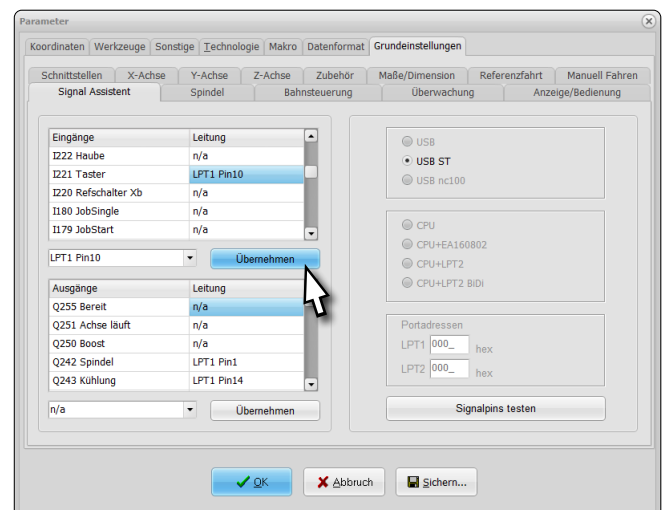 Parameter
Koordinaten Werkzeuge Sonstige Technologie Makro Datenformat Grundeinstellungen
Schnittstellen X-Achse Y-Achse Z-Achse Zubehör Maße/Dimension Referenzfahrt Manuell Fahren
Signal Assistent Spindel Bahnsteuerung Überwachung Anzeige/Bedienung
Eingänge Leitung
I222 Haube n/a
I221 Taster LPT1 Pin10
I220 Refschalter Xb n/a
I180 JobSingle n/a
I179 JobStart n/a
LPT1 Pin10 Übernehmen
Ausgänge Leitung
Q255 Bereit n/a
Q251 Achse läuft n/a
Q250 Boost n/a
Q242 Spindel LPT1 Pin1
Q243 Kühlung LPT1 Pin14
n/a Übernehmen
USB
USB ST
USB nc100
CPU
CPU+EA160802
CPU+LPT2
CPU+LPT2 BiDi
Portadressen
LPT1 000_ hex
LPT2 000_ hex
Signalpins testen
OK Abbruch Sichern...